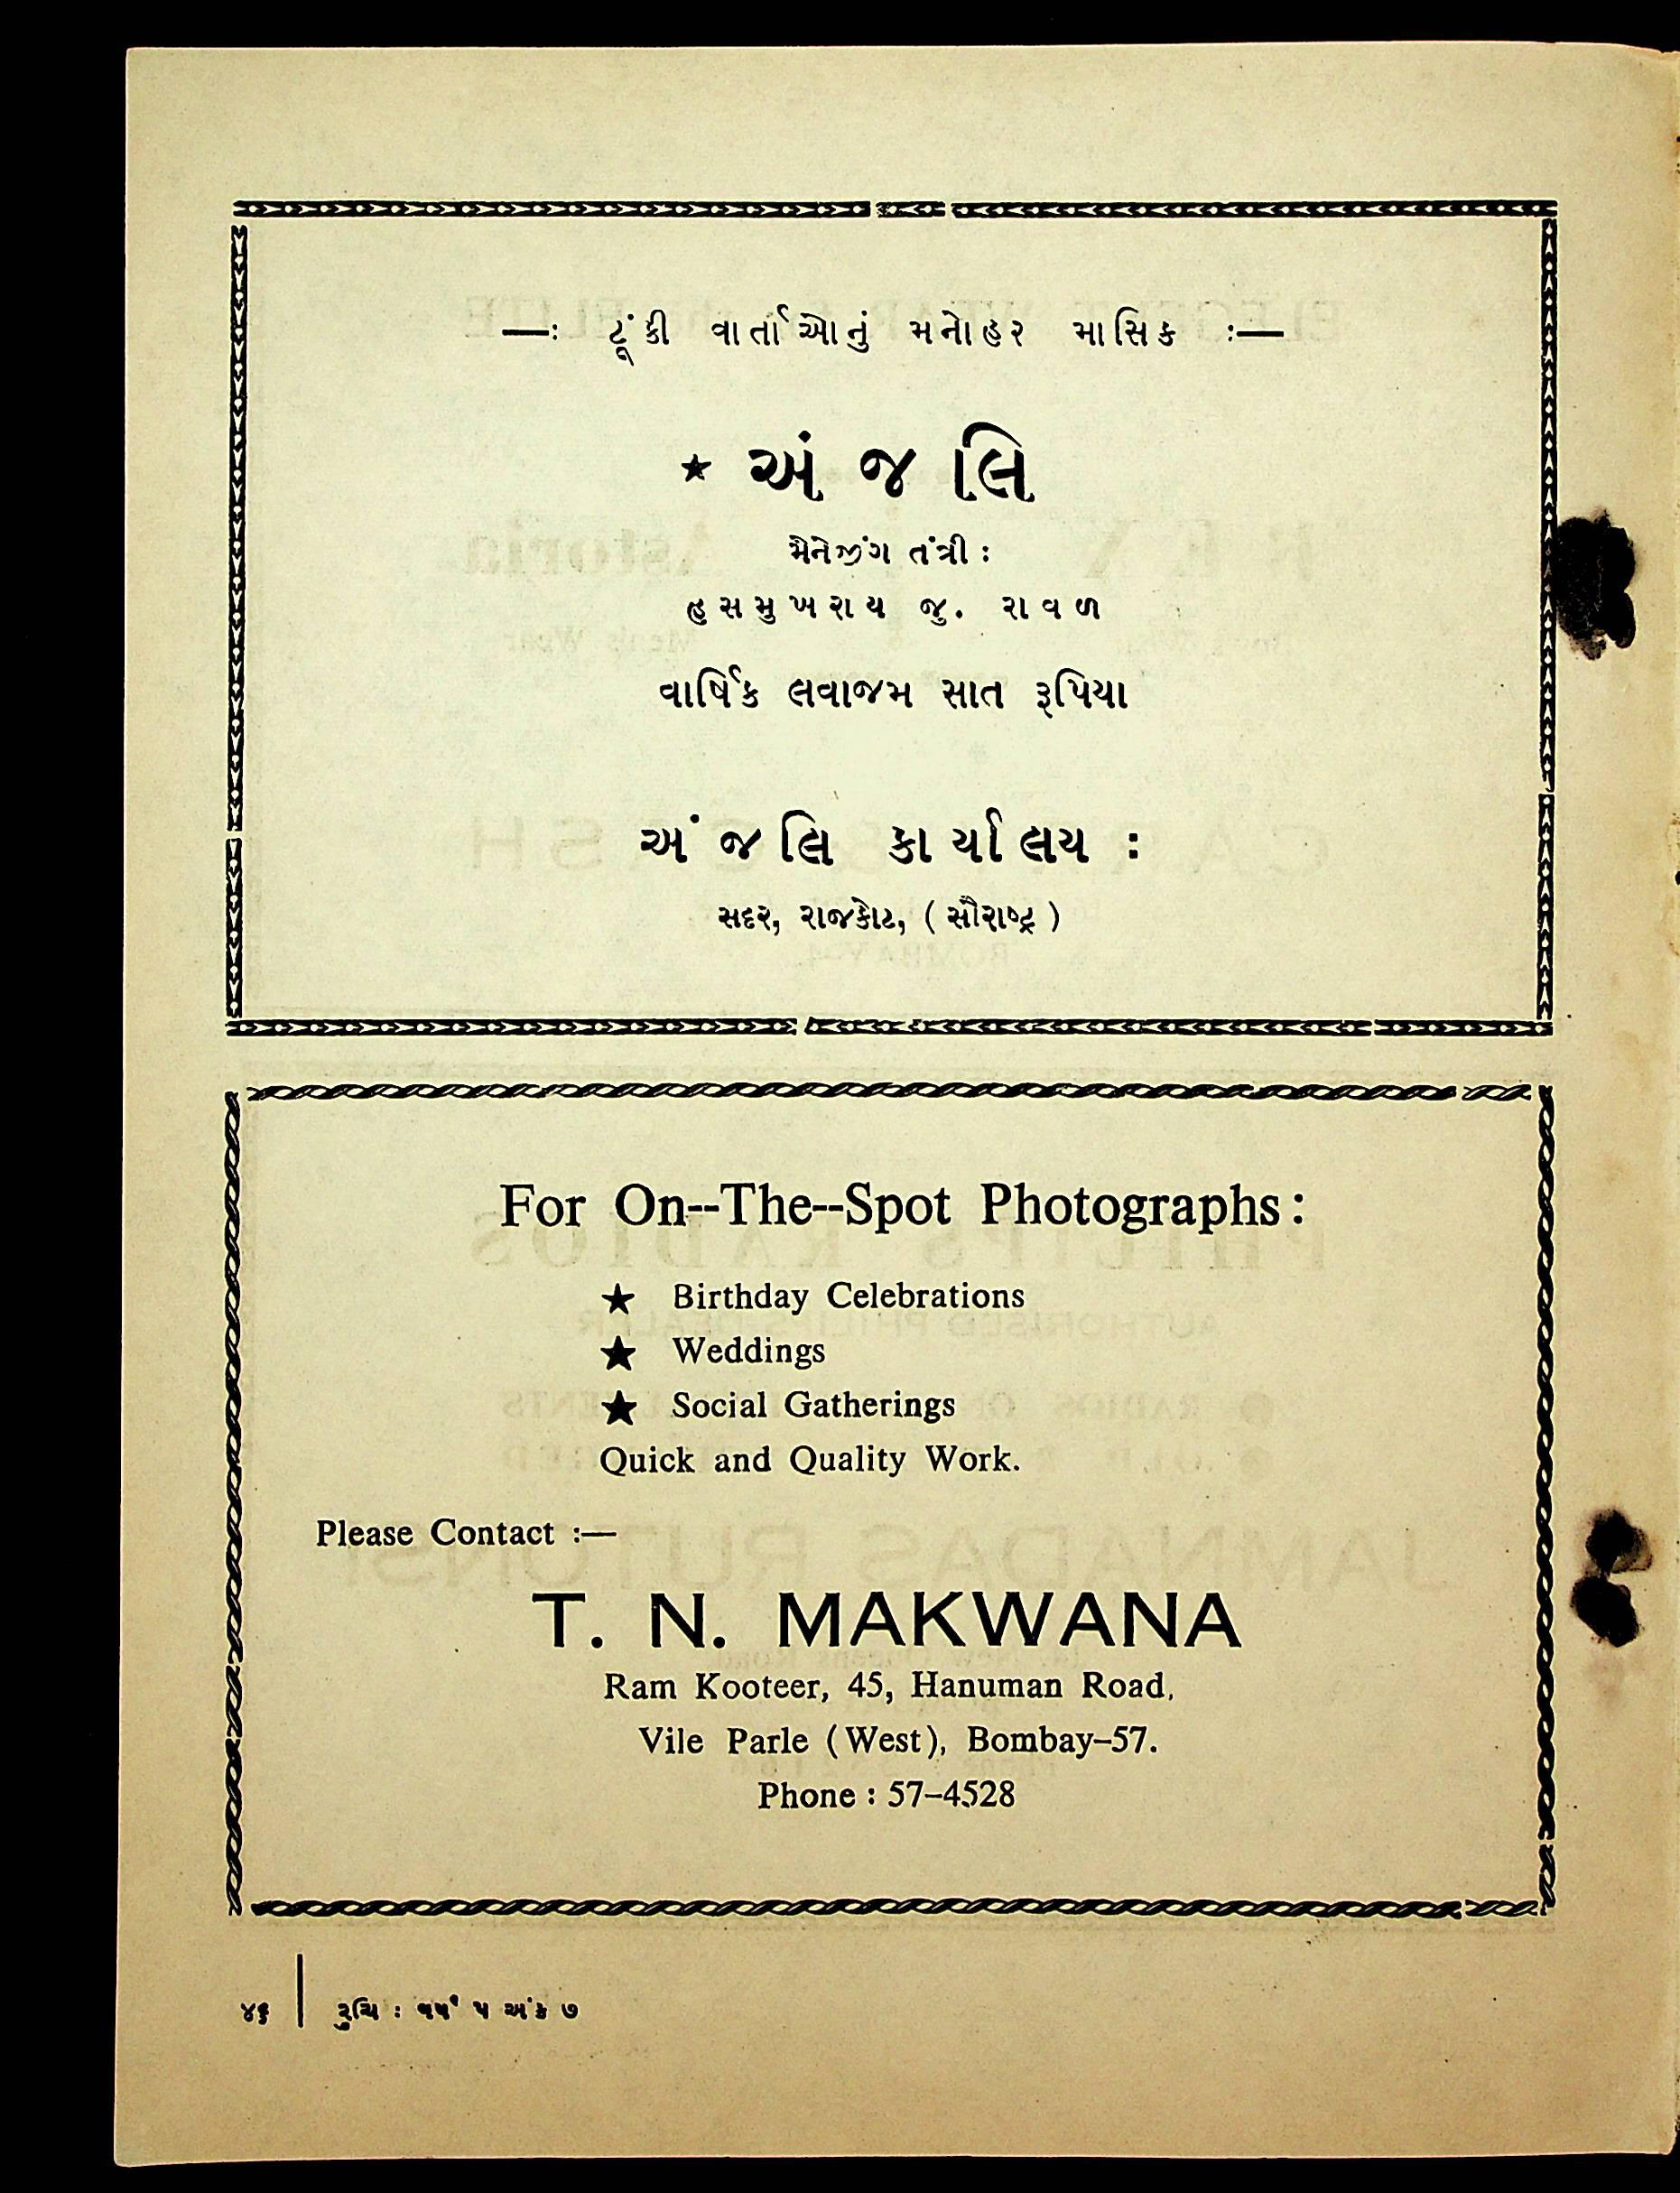 —: ટૂંકી વાર્તાઓનું મનોહર માસિક :—
★ અંજલિ
મૅનેજીંગ તંત્રી :
હસમુખરાય જુ. રાવળ
વાર્ષિક લવાજમ સાત રૂપિયા
અંજલિ કાર્યાલય :
સદર, રાજકોટ, ( સૌરાષ્ટ્ર )
For On--The--Spot Photographs :
★ Birthday Celebrations
★ Weddings
★ Social Gatherings
Quick and Quality Work.
Please Contact :—
T. N. MAKWANA
Ram Kooteer, 45, Hanuman Road,
Vile Parle (West), Bombay–57.
Phone : 57–4528
૪૬ | રુચિ : વર્ષ ૫ અંક ૭